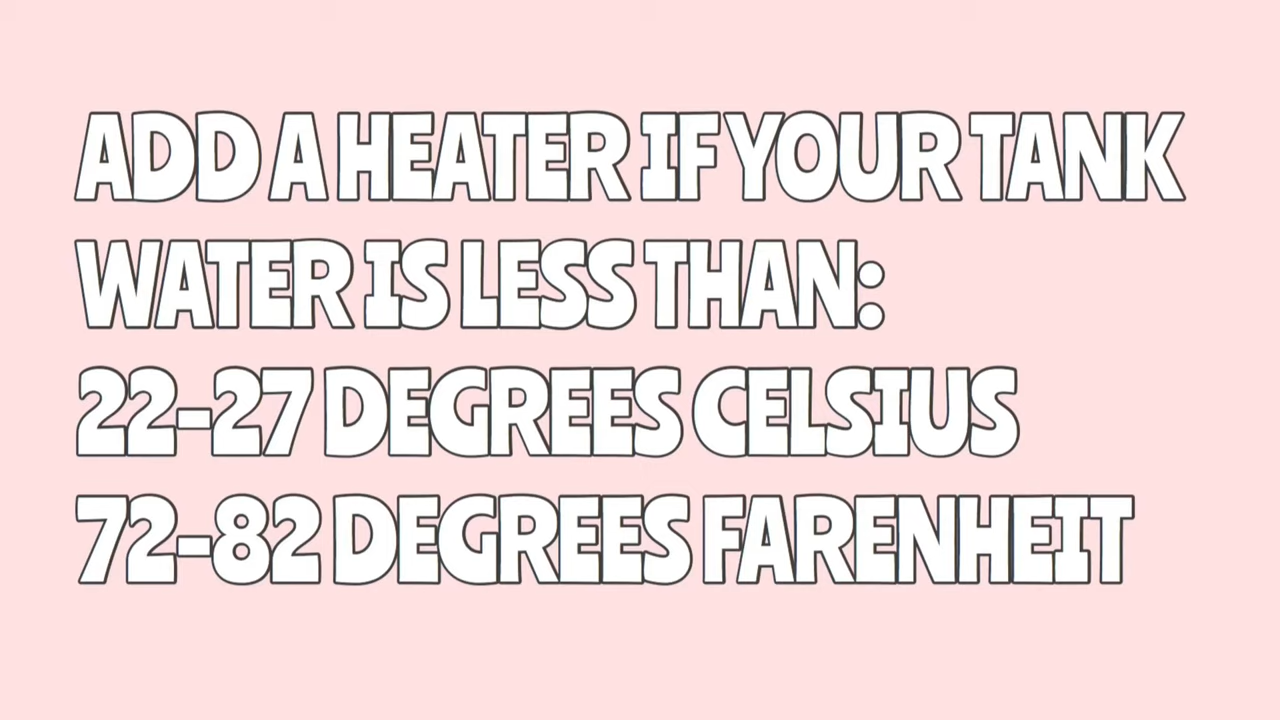 ADD A HEATER IF YOUR TANK
WATER IS LESS THAN:
22-27 DEGREES CELSIUS
72-82 DEGREES FARENHEIT